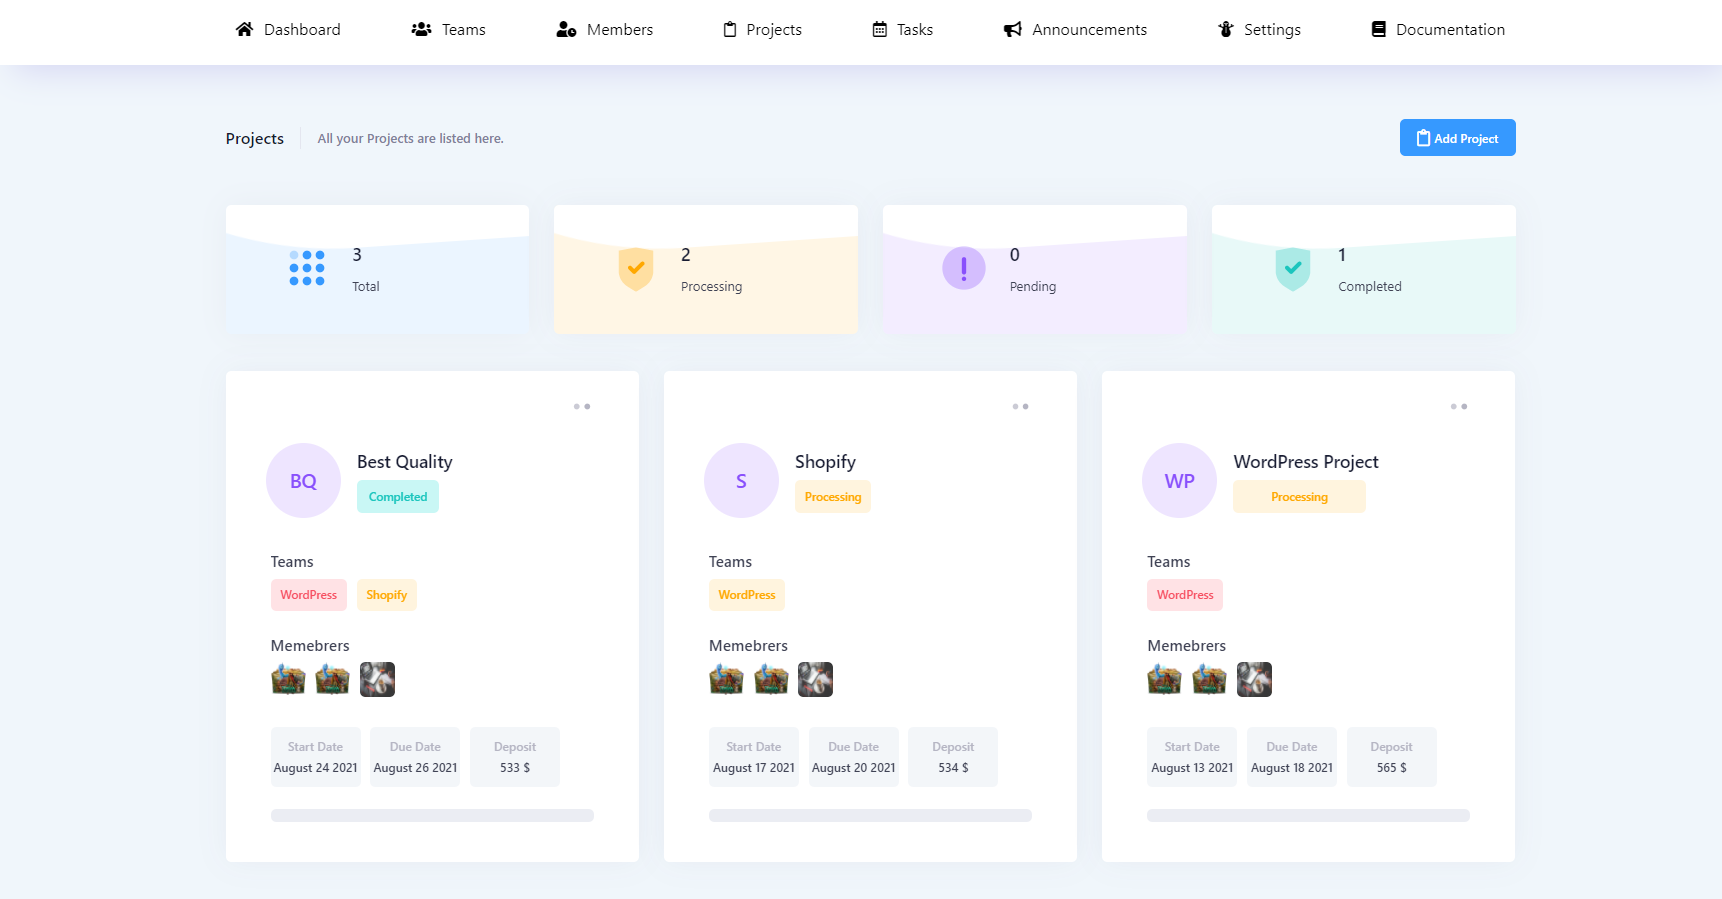 Dashboard Teams Members Projects Tasks Announcements Settings Documentation
Projects All your Projects are listed here. Add Project
3
Total
2
Processing
0
Pending
1
Completed
BQ
Best Quality
Completed
Teams
WordPress Shopify
Memebrers
Start Date Due Date Deposit
August 24 2021 August 26 2021 533 $
S
Shopify
Processing
Teams
WordPress
Memebrers
Start Date Due Date Deposit
August 17 2021 August 20 2021 534 $
WP
WordPress Project
Processing
Teams
WordPress
Memebrers
Start Date Due Date Deposit
August 13 2021 August 18 2021 565 $